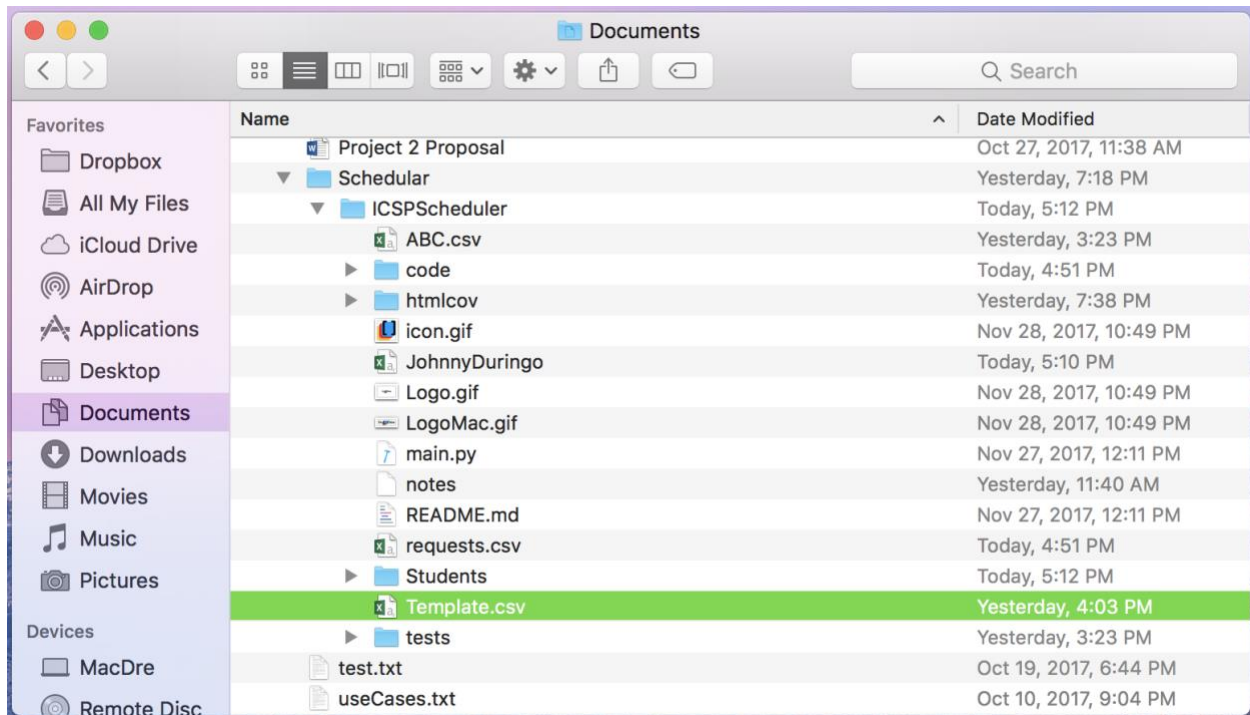 Documents
Search
Favorites
Dropbox
All My Files
iCloud Drive
AirDrop
Applications
Desktop
Documents
Downloads
Movies
Music
Pictures
Devices
MacDre
Remote Disc
Name Date Modified
Project 2 Proposal Oct 27, 2017, 11:38 AM
Schedular Yesterday, 7:18 PM
ICSPScheduler Today, 5:12 PM
ABC.csv Yesterday, 3:23 PM
code Today, 4:51 PM
htmlcov Yesterday, 7:38 PM
icon.gif Nov 28, 2017, 10:49 PM
JohnnyDuringo Today, 5:10 PM
Logo.gif Nov 28, 2017, 10:49 PM
LogoMac.gif Nov 28, 2017, 10:49 PM
main.py Nov 27, 2017, 12:11 PM
notes Yesterday, 11:40 AM
README.md Nov 27, 2017, 12:11 PM
requests.csv Today, 4:51 PM
Students Today, 5:12 PM
Template.csv Yesterday, 4:03 PM
tests Yesterday, 3:23 PM
test.txt Oct 19, 2017, 6:44 PM
useCases.txt Oct 10, 2017, 9:04 PM